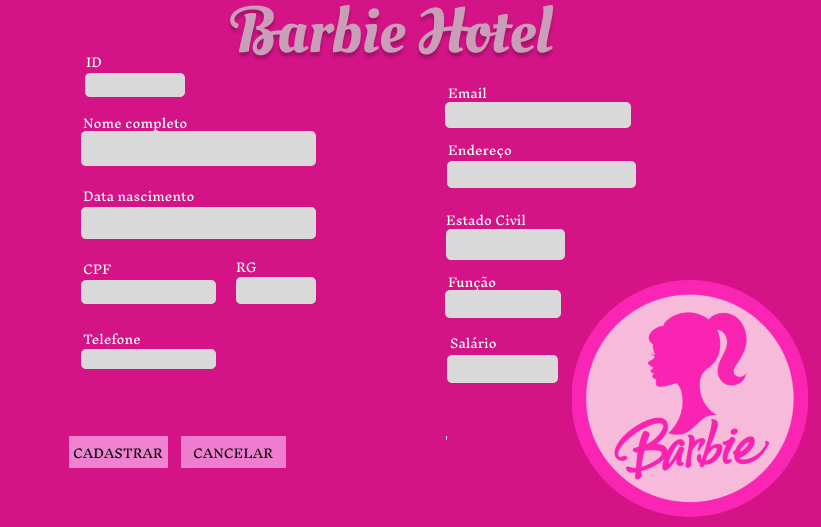 Barbie Hotel
ID
Nome completo
Data nascimento
CPF
RG
Telefone
Email
Endereço
Estado Civil
Função
Salário
CADASTRAR
CANCELAR
Barbie